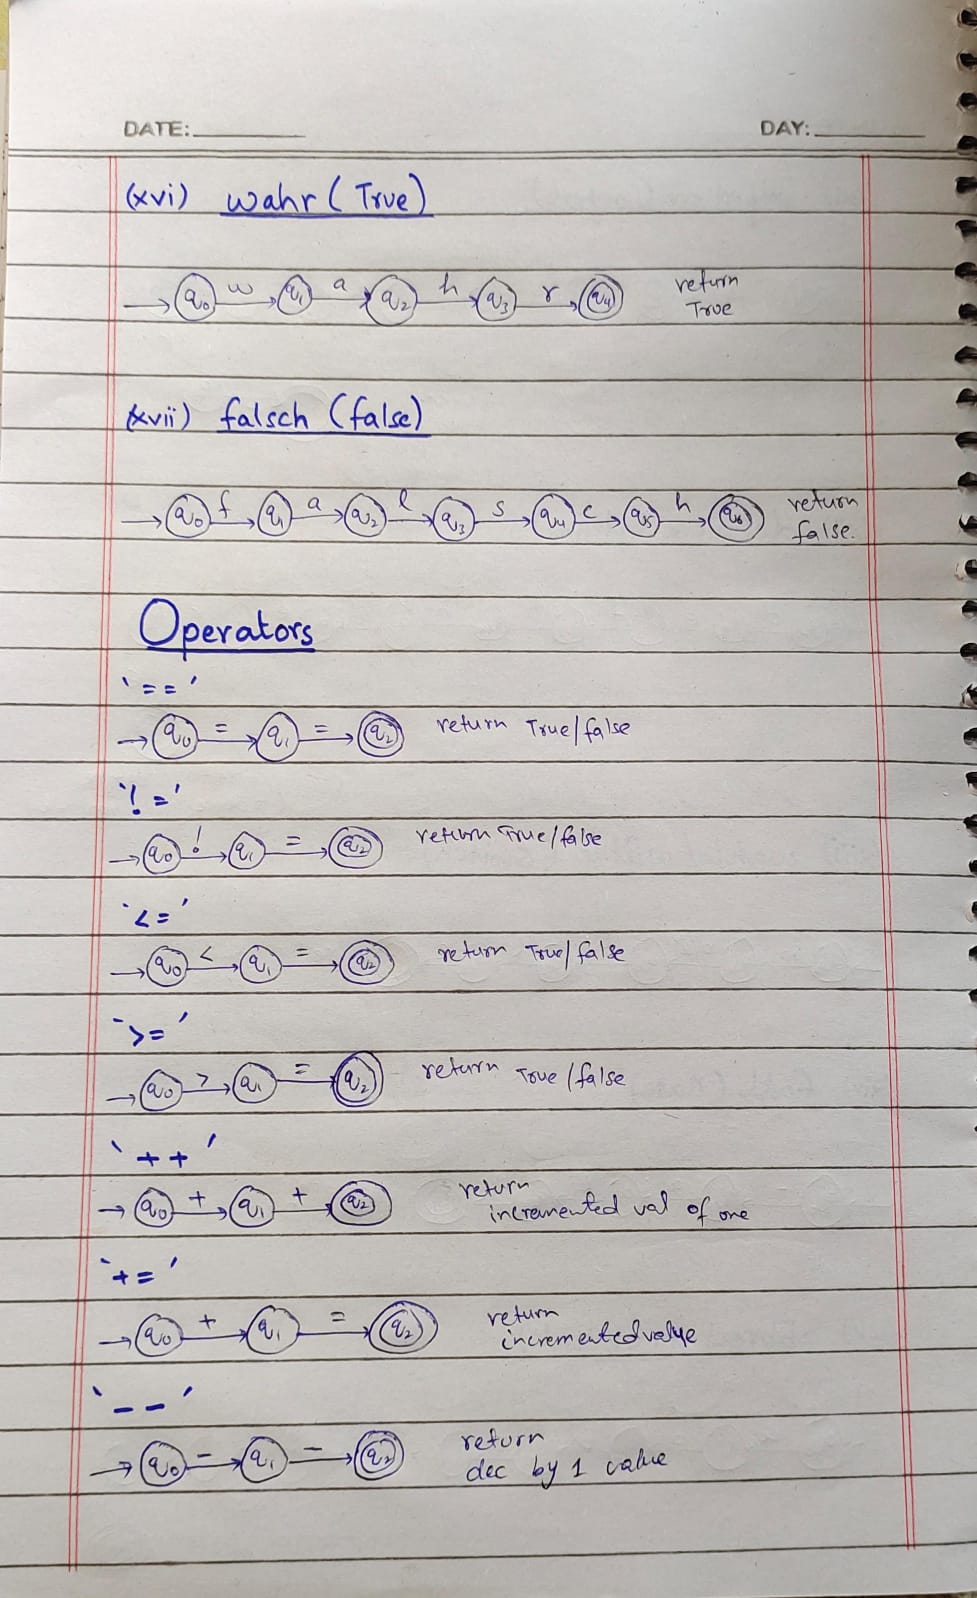 DATE: DAY:
(xvi) wahr (True)
w a h r
q0 q1 q2 q3 q4 return
True
(xvii) falsch (false)
f a l s c h
q0 q1 q2 q3 q4 q5 q6 return
false.
Operators
'=='
q0 = q1 = q2 return True/false
'!='
q0 ! q1 = q2 return True/false
'<='
q0 < q1 = q2 return True/false
'>='
q0 > q1 = q2 return True/false
'++'
q0 + q1 + q2 return
incremented val of one
'+='
q0 + q1 = q2 return
incremented value
'--'
q0 - q1 - q2 return
dec by 1 value